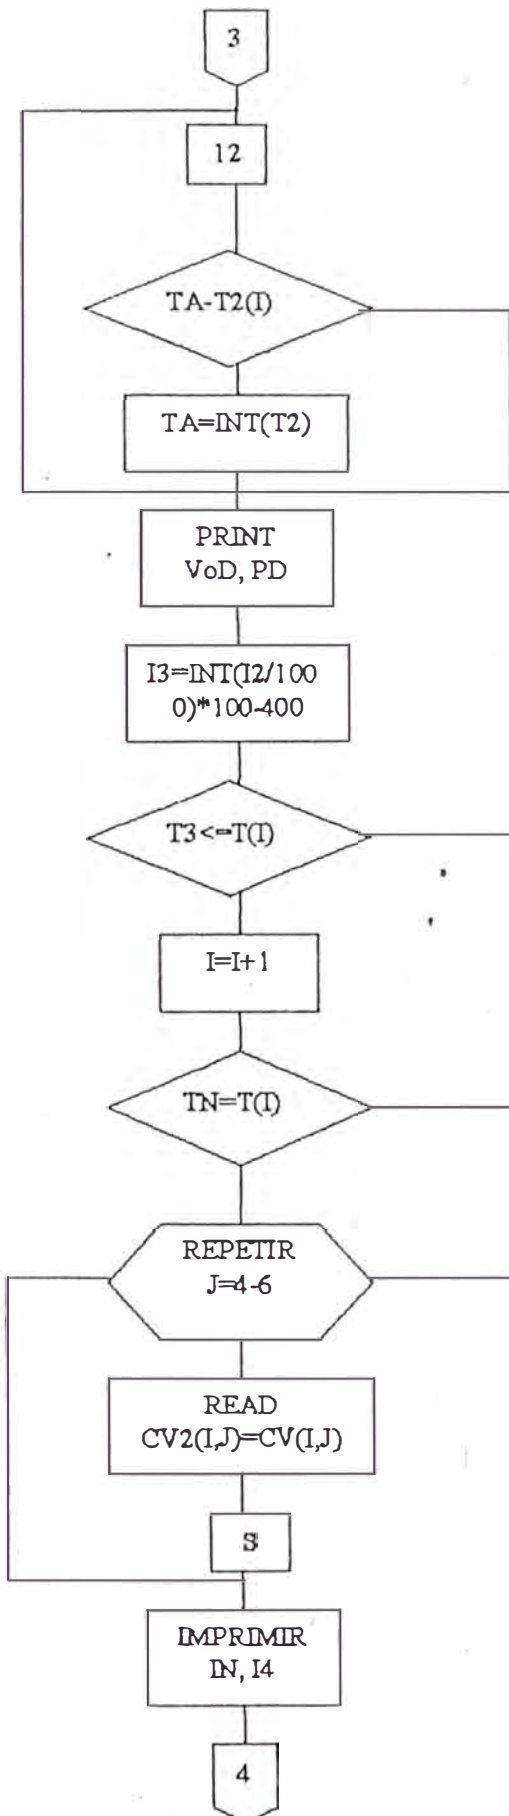 3
12
TA-T2(I)
TA=INT(T2)
PRINT
VoD, PD
I3=INT(I2/100
0)*100-400
T3<=T(I)
I=I+1
TN=T(I)
REPETIR
J=4-6
READ
CV2(I,J)=CV(I,J)
S
IMPRIMIR
IN, I4
4